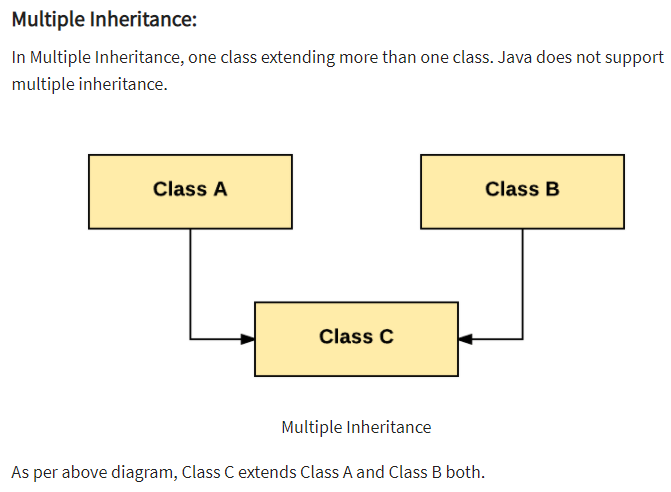 Multiple Inheritance:
In Multiple Inheritance, one class extending more than one class. Java does not support
multiple inheritance.
Class A
Class B
Class C
Multiple Inheritance
As per above diagram, Class C extends Class A and Class B both.